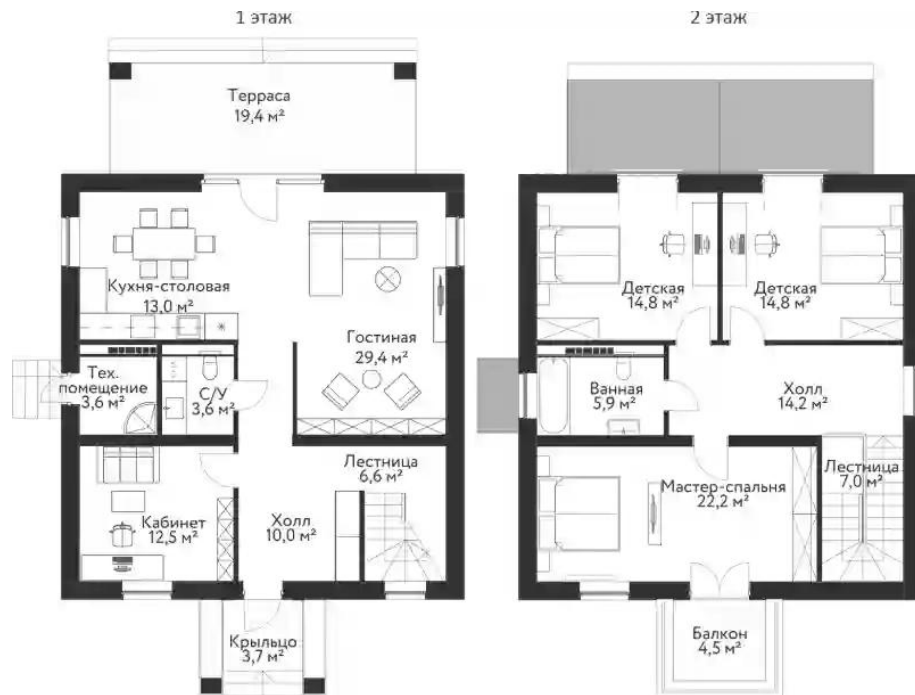 1 этаж
2 этаж
Терраса
19,4 м²
Кухня-столовая
13,0 м²
Гостиная
29,4 м²
Тех.
помещение
3,6 м²
С/У
3,6 м²
Лестница
6,6 м²
Кабинет
12,5 м²
Холл
10,0 м²
Крыльцо
3,7 м²
Детская
14,8 м²
Детская
14,8 м²
Ванная
5,9 м²
Холл
14,2 м²
Лестница
7,0 м²
Мастер-спальня
22,2 м²
Балкон
4,5 м²